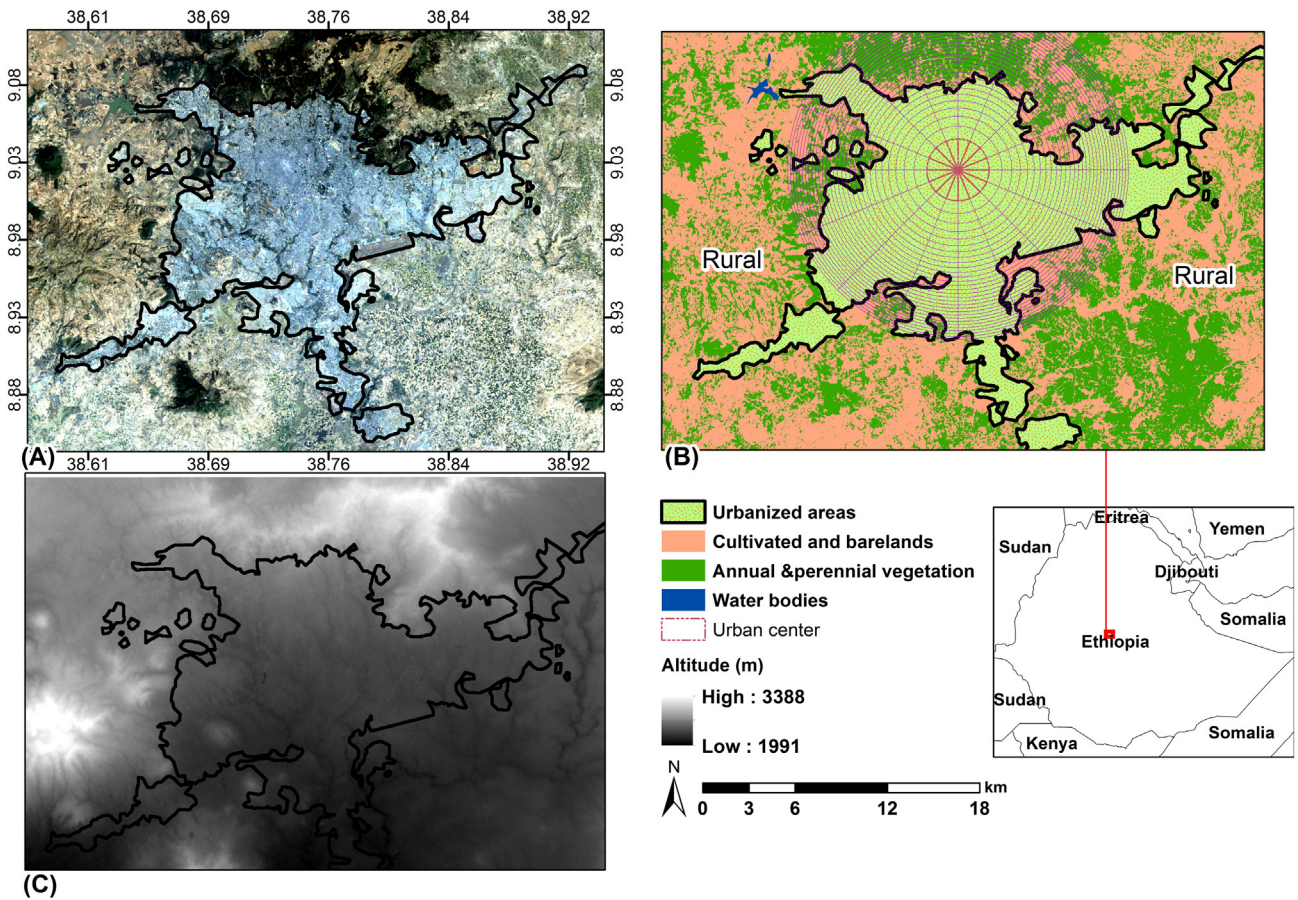 38.61 38.69 38.76 38.84 38.92
9.08
9.03
8.98
8.93
8.88
(A)
38.61 38.69 38.76 38.84 38.92
9.08
9.03
8.98
8.93
8.88
Rural
Rural
(B)
(C)
Urbanized areas
Cultivated and barelands
Annual &perennial vegetation
Water bodies
Urban center
Altitude (m)
High : 3388
Low : 1991
N
km
0 3 6 12 18
Eritrea
Sudan
Yemen
Djibouti
Somalia
Ethiopia
Sudan
Kenya
Somalia